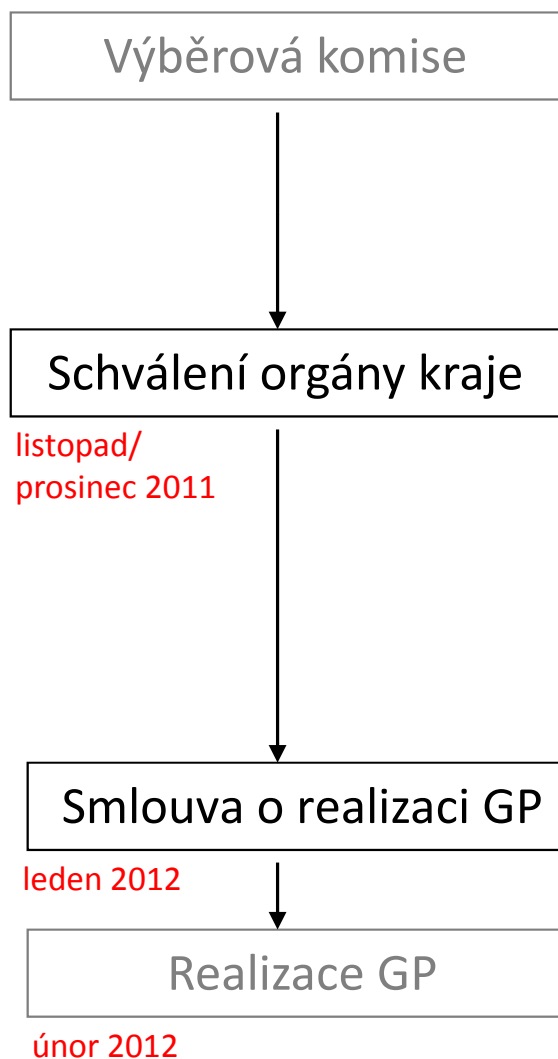 Výběrová komise
Schválení orgány kraje
listopad/
prosinec 2011
Smlouva o realizaci GP
leden 2012
Realizace GP
únor 2012